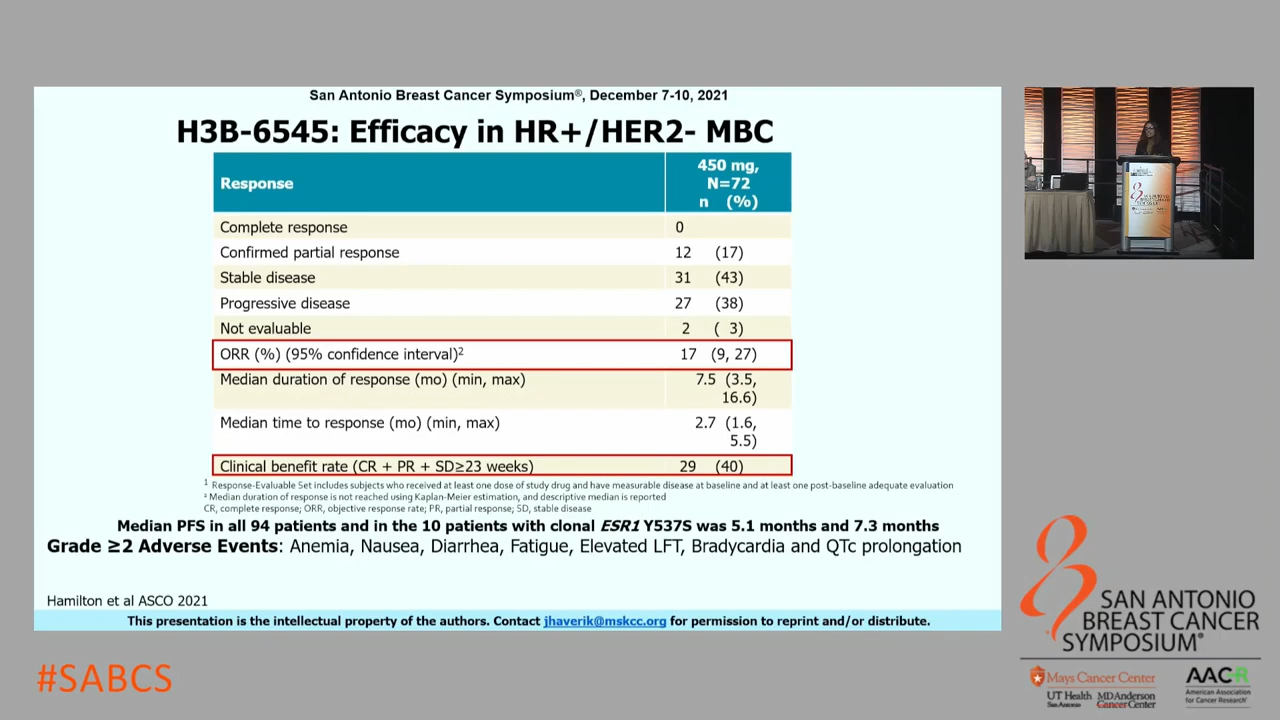 San Antonio Breast Cancer Symposium®, December 7-10, 2021
H3B-6545: Efficacy in HR+/HER2- MBC
Response
450 mg,
N=72
n (%)
Complete response 0
Confirmed partial response 12 (17)
Stable disease 31 (43)
Progressive disease 27 (38)
Not evaluable 2 ( 3)
ORR (%) (95% confidence interval)² 17 (9, 27)
Median duration of response (mo) (min, max) 7.5 (3.5,
16.6)
Median time to response (mo) (min, max) 2.7 (1.6,
5.5)
Clinical benefit rate (CR + PR + SD≥23 weeks) 29 (40)
¹ Response-Evaluable Set includes subjects who received at least one dose of study drug and have measurable disease at baseline and at least one post-baseline adequate evaluation
² Median duration of response is not reached using Kaplan-Meier estimation, and descriptive median is reported
CR, complete response; ORR, objective response rate; PR, partial response; SD, stable disease
Median PFS in all 94 patients and in the 10 patients with clonal ESR1 Y537S was 5.1 months and 7.3 months
Grade ≥2 Adverse Events: Anemia, Nausea, Diarrhea, Fatigue, Elevated LFT, Bradycardia and QTc prolongation
Hamilton et al ASCO 2021
This presentation is the intellectual property of the authors. Contact jhaverik@mskcc.org for permission to reprint and/or distribute.
#SABCS
SAN ANTONIO
BREAST CANCER
SYMPOSIUM®
Mays Cancer Center
UT Health
San Antonio
MDAnderson
Cancer Center
AACR
American Association
for Cancer Research